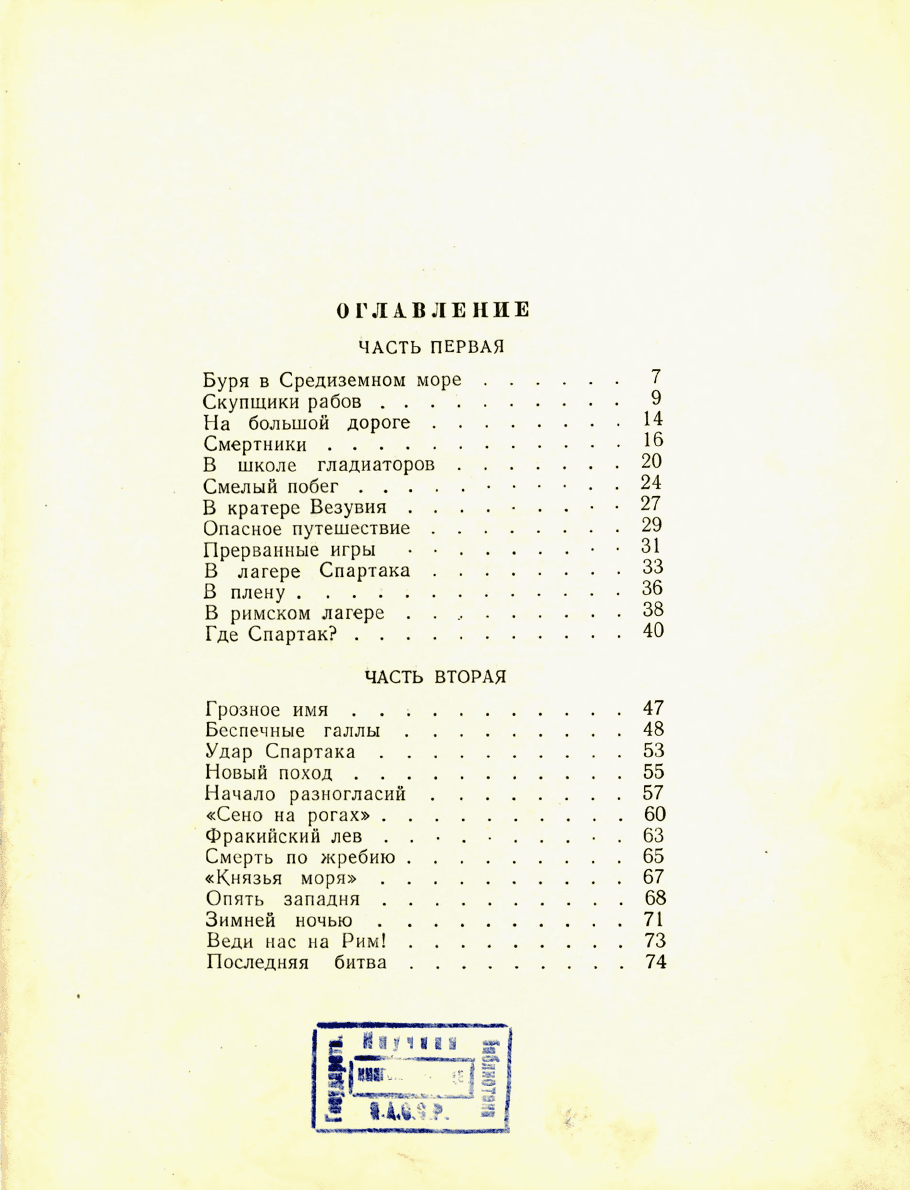 ОГЛАВЛЕНИЕ
ЧАСТЬ ПЕРВАЯ
Буря в Средиземном море . . . . . . 7
Скупщики рабов . . . . . . . . . . 9
На большой дороге . . . . . . . . 14
Смертники . . . . . . . . . . . . 16
В школе гладиаторов . . . . . . . 20
Смелый побег . . . . . . . . . . . 24
В кратере Везувия . . . . . . . . . 27
Опасное путешествие . . . . . . . . 29
Прерванные игры . . . . . . . . . 31
В лагере Спартака . . . . . . . . 33
В плену . . . . . . . . . . . . . 36
В римском лагере . . . . . . . . . 38
Где Спартак? . . . . . . . . . . . 40
ЧАСТЬ ВТОРАЯ
Грозное имя . . . . . . . . . . . 47
Беспечные галлы . . . . . . . . . 48
Удар Спартака . . . . . . . . . . 53
Новый поход . . . . . . . . . . . 55
Начало разногласий . . . . . . . . 57
«Сено на рогах» . . . . . . . . . . 60
Фракийский лев . . . . . . . . . . 63
Смерть по жребию . . . . . . . . . 65
«Князья моря» . . . . . . . . . . 67
Опять западня . . . . . . . . . . 68
Зимней ночью . . . . . . . . . . 71
Веди нас на Рим! . . . . . . . . . 73
Последняя битва . . . . . . . . . 74
Научная